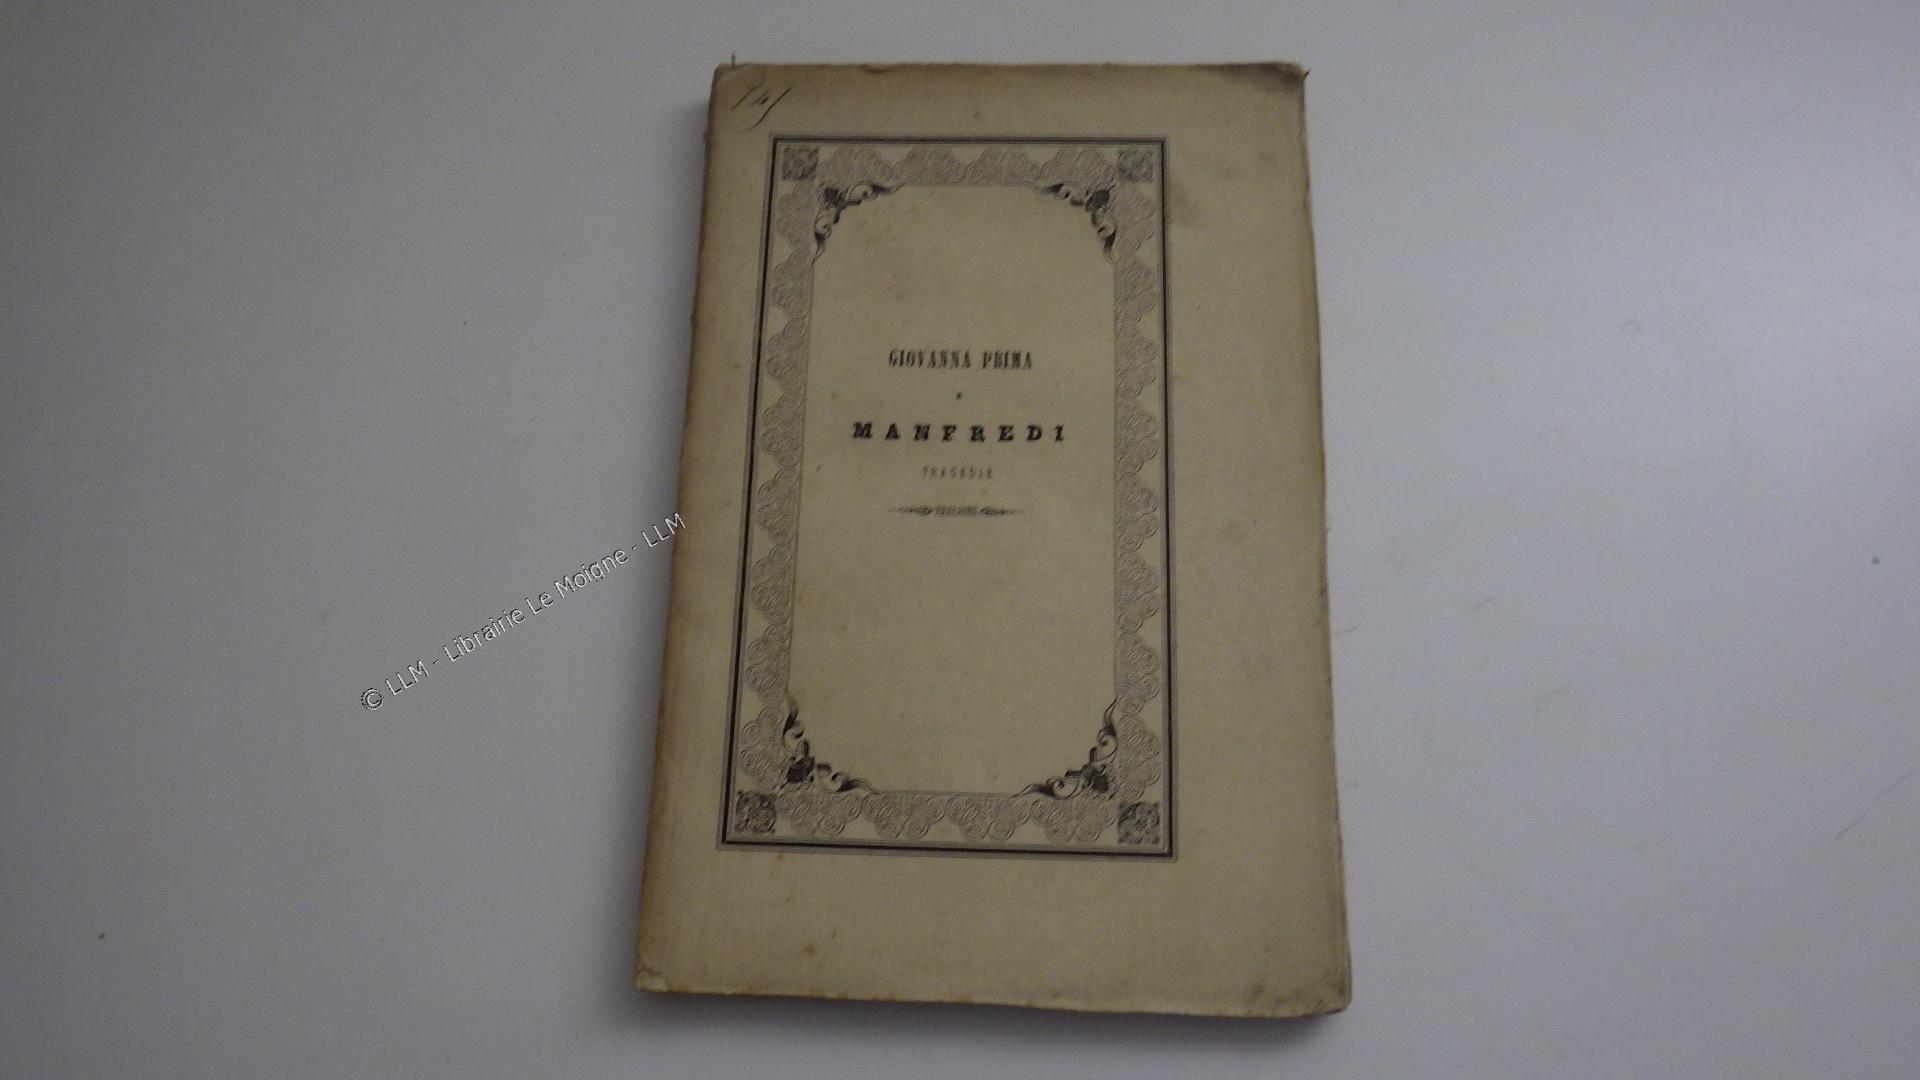 GIOVANNA PRIMA
E
MANFREDI
TRAGEDIE
© LLM - Librairie Le Moigne - LLM